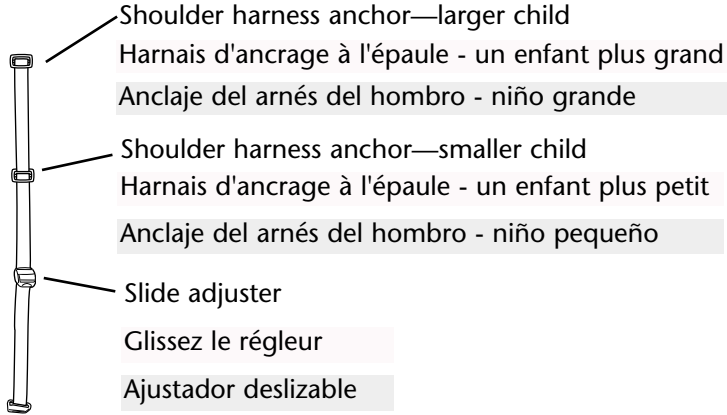 Shoulder harness anchor—larger child
Harnais d'ancrage à l'épaule - un enfant plus grand
Anclaje del arnés del hombro - niño grande
Shoulder harness anchor—smaller child
Harnais d'ancrage à l'épaule - un enfant plus petit
Anclaje del arnés del hombro - niño pequeño
Slide adjuster
Glissez le régleur
Ajustador deslizable